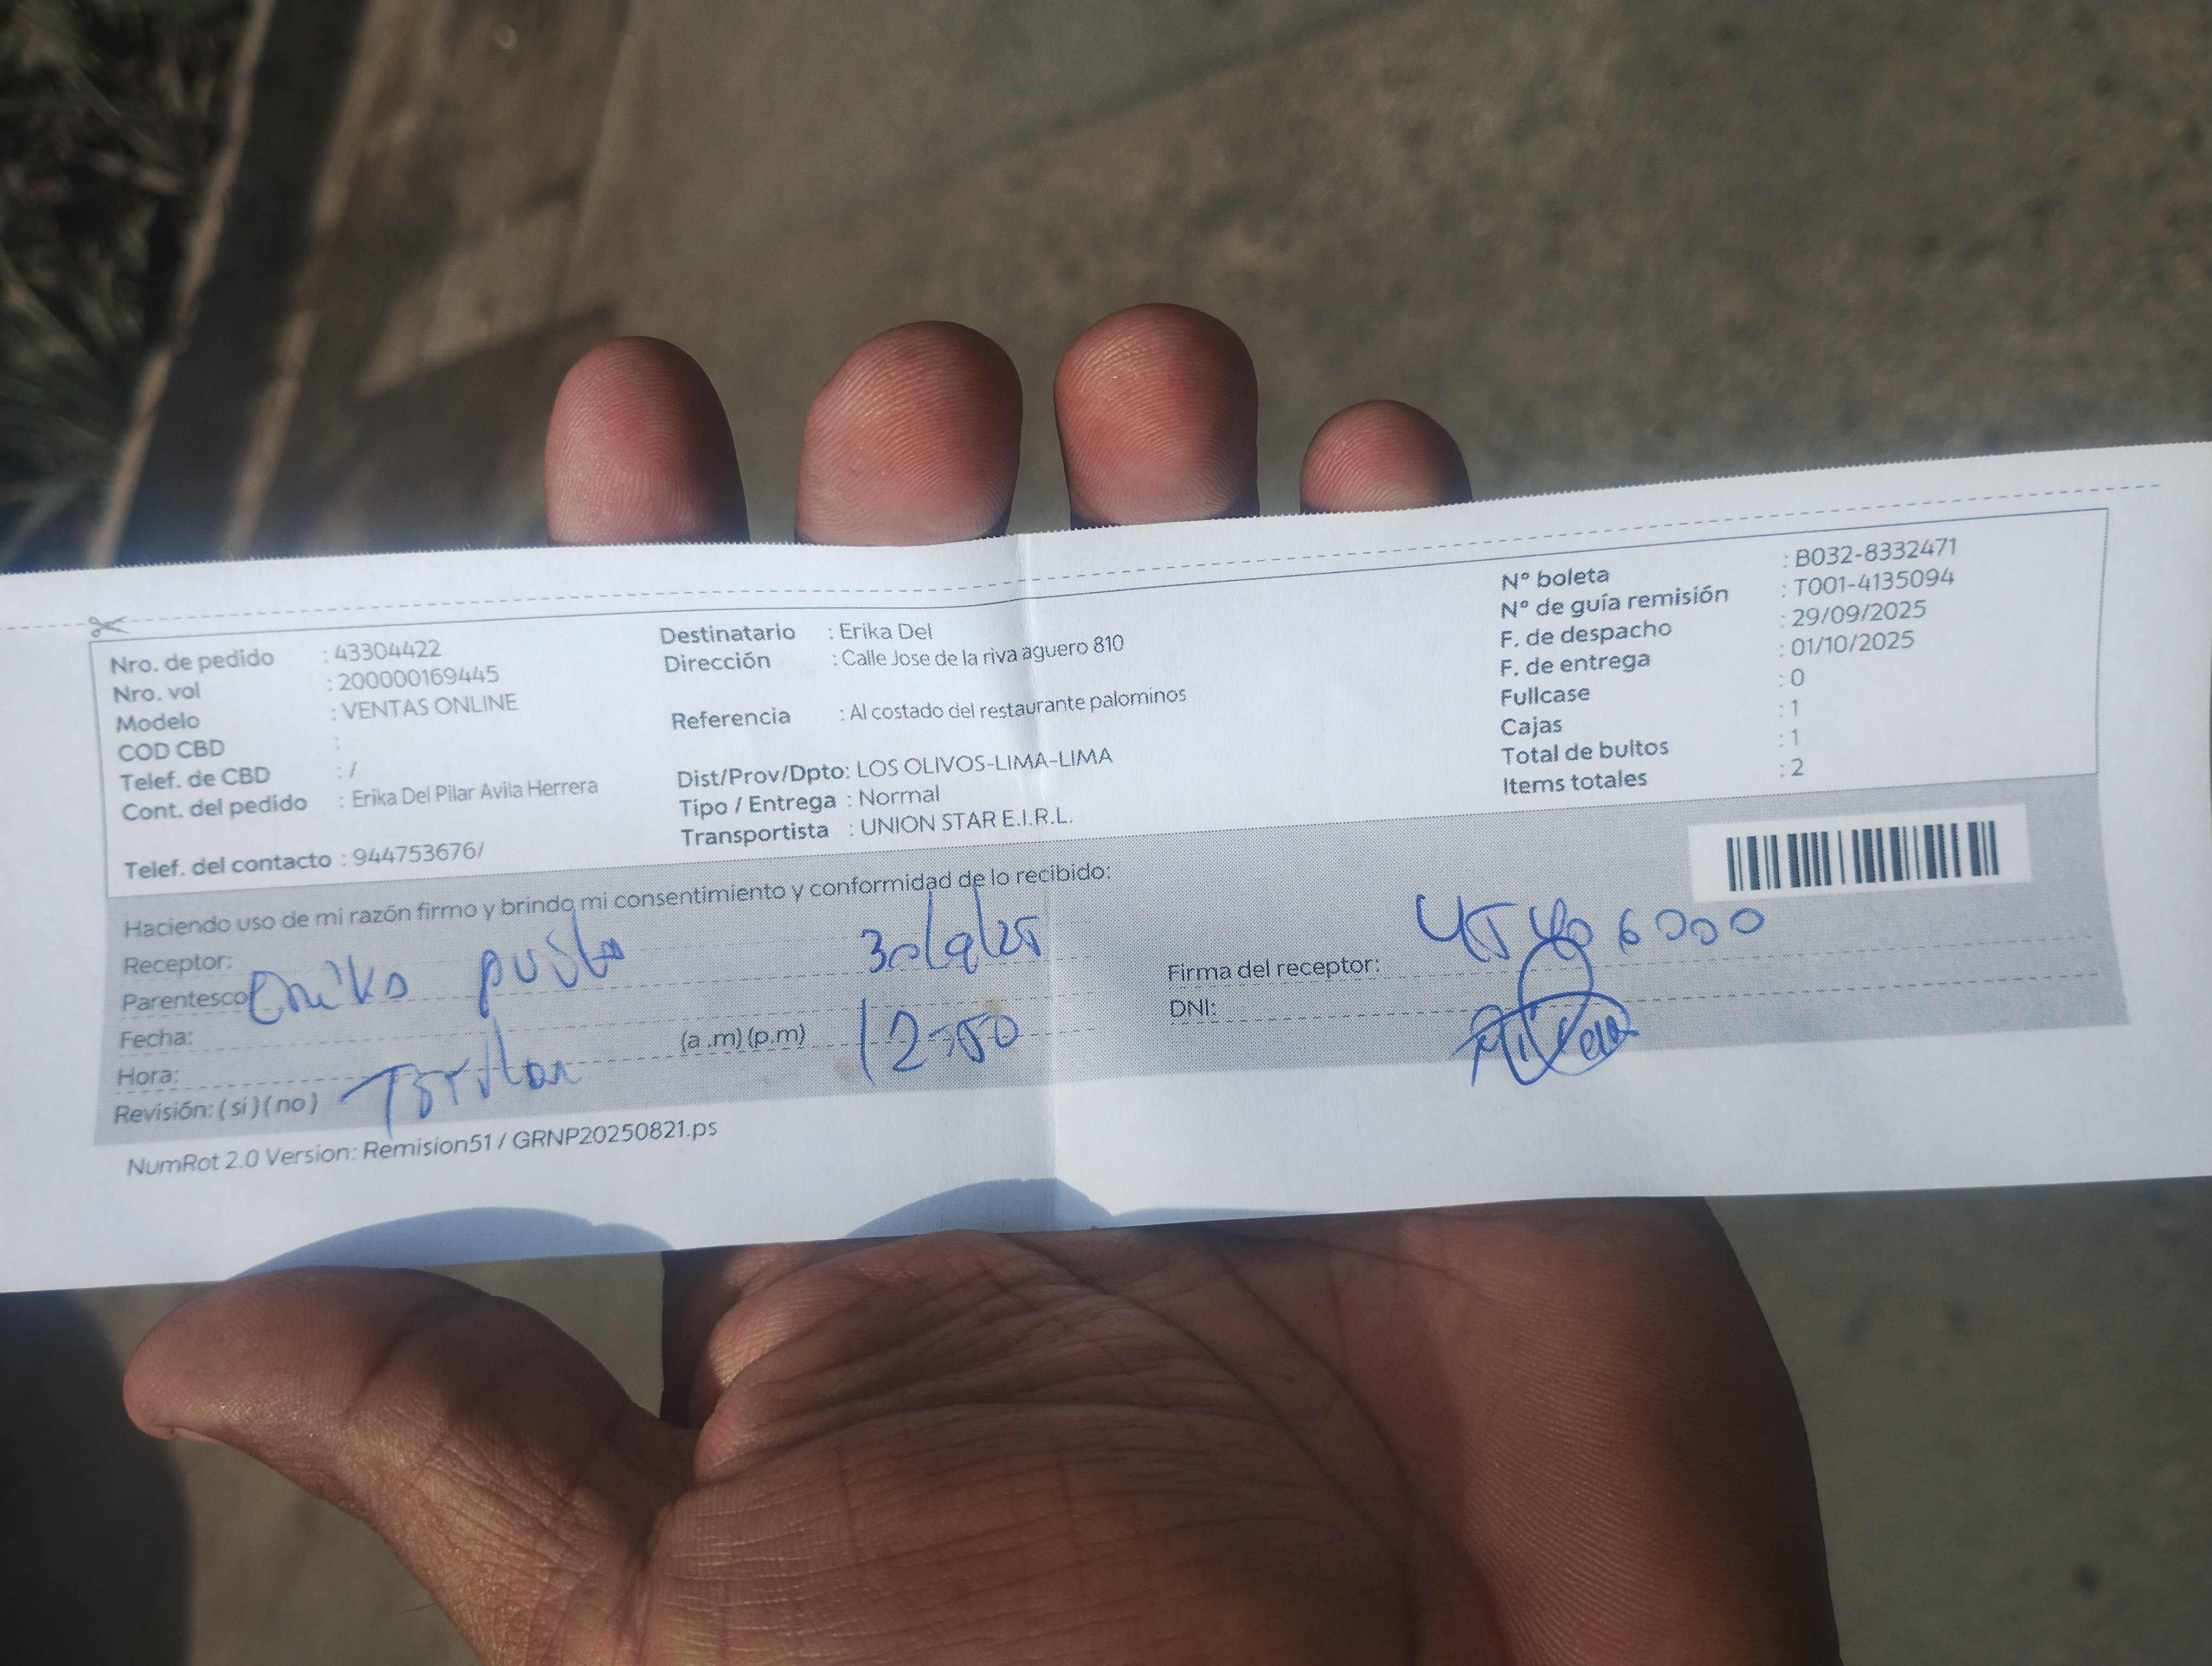 Nro. de pedido : 43304422
Nro. vol : 200000169445
Modelo : VENTAS ONLINE
COD CBD :
Telef. de CBD : /
Cont. del pedido : Erika Del Pilar Avila Herrera
Telef. del contacto : 944753676/
Destinatario : Erika Del
Dirección : Calle Jose de la riva aguero 810
Referencia : Al costado del restaurante palominos
Dist/Prov/Dpto: LOS OLIVOS-LIMA-LIMA
Tipo / Entrega : Normal
Transportista : UNION STAR E.I.R.L.
N° boleta : B032-8332471
N° de guía remisión : T001-4135094
F. de despacho : 29/09/2025
F. de entrega : 01/10/2025
Fullcase : 0
Cajas : 1
Total de bultos : 1
Items totales : 2
Haciendo uso de mi razón firmo y brindo mi consentimiento y conformidad de lo recibido:
Receptor:
Parentesco
Fecha: 30/9/25
Hora: (a .m) (p.m) 12:50
Revisión: ( si ) ( no )
Firma del receptor:
DNI:
NumRot 2.0 Version: Remision51 / GRNP20250821.ps